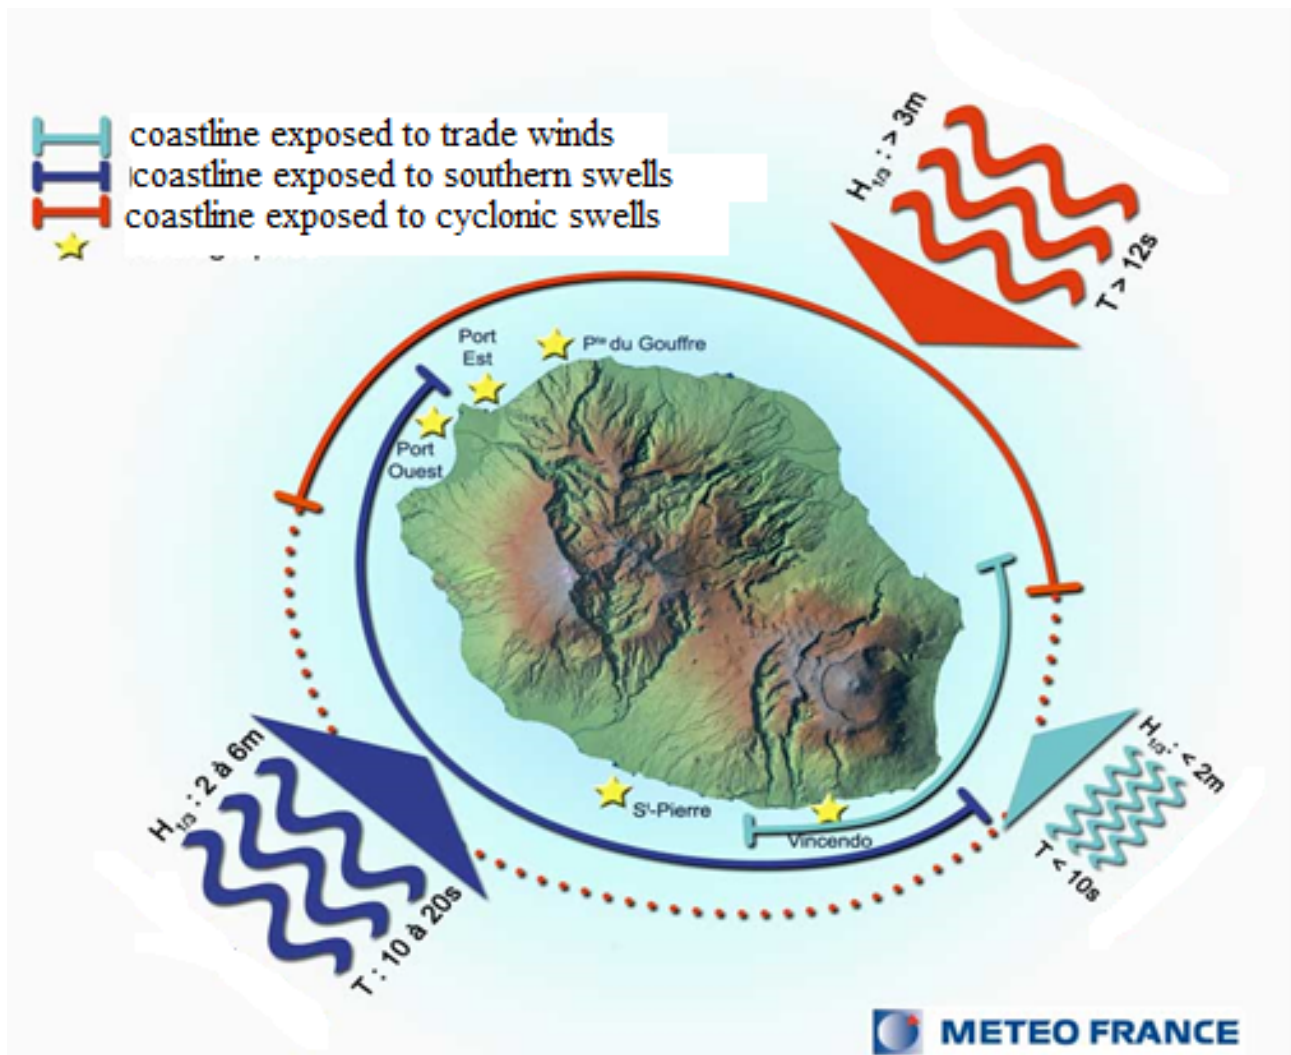 coastline exposed to trade winds
coastline exposed to southern swells
coastline exposed to cyclonic swells
H1/3 : > 3m
T > 12s
Port
Est
Pte du Gouffre
Port
Ouest
H1/3 : 2 à 6m
T : 10 à 20s
St-Pierre
Vincendo
H1/3: < 2m
T < 10s
METEO FRANCE